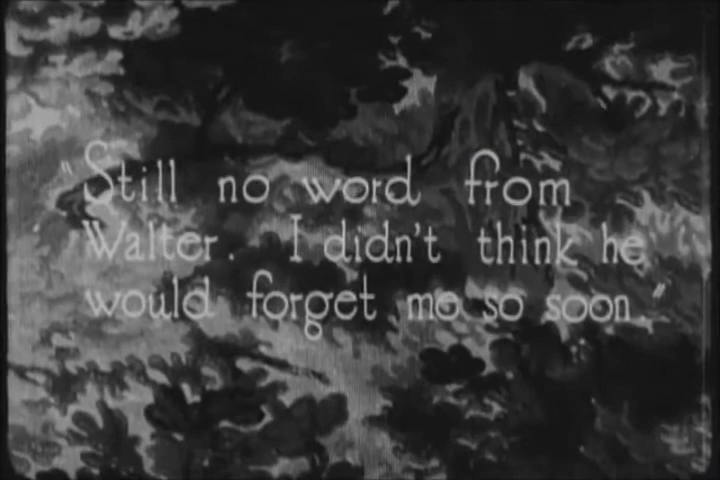 "Still no word from
Walter. I didn't think he
would forget me so soon."